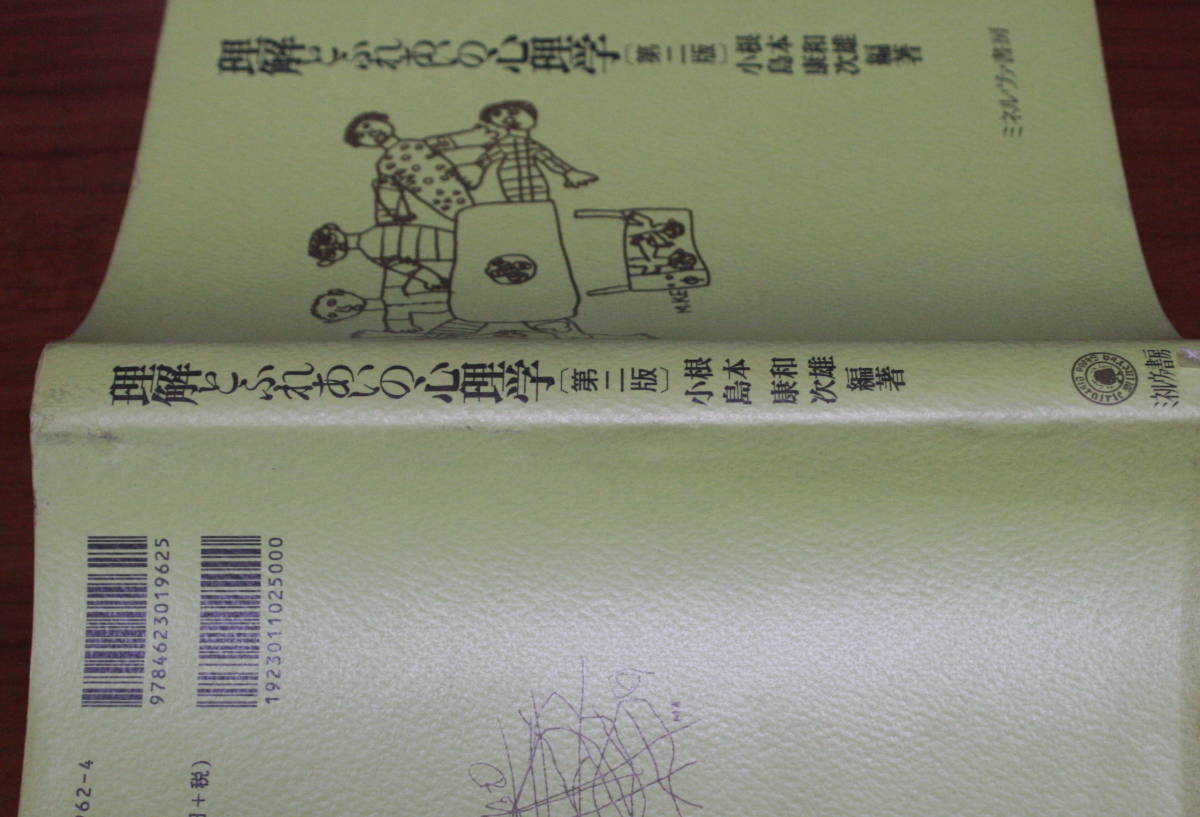 理解とふれあいの心理学〔第二版〕
根本和雄
小島康次
編著
ミネルヴァ書房
理解とふれあいの心理学〔第二版〕
根本和雄
小島康次
編著
ミネルヴァ書房
9784623019625
1923011025000
962-4
円+税)